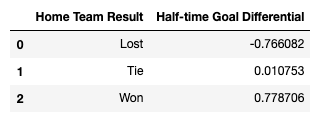 Home Team Result Half-time Goal Differential
0 Lost -0.766082
1 Tie 0.010753
2 Won 0.778706